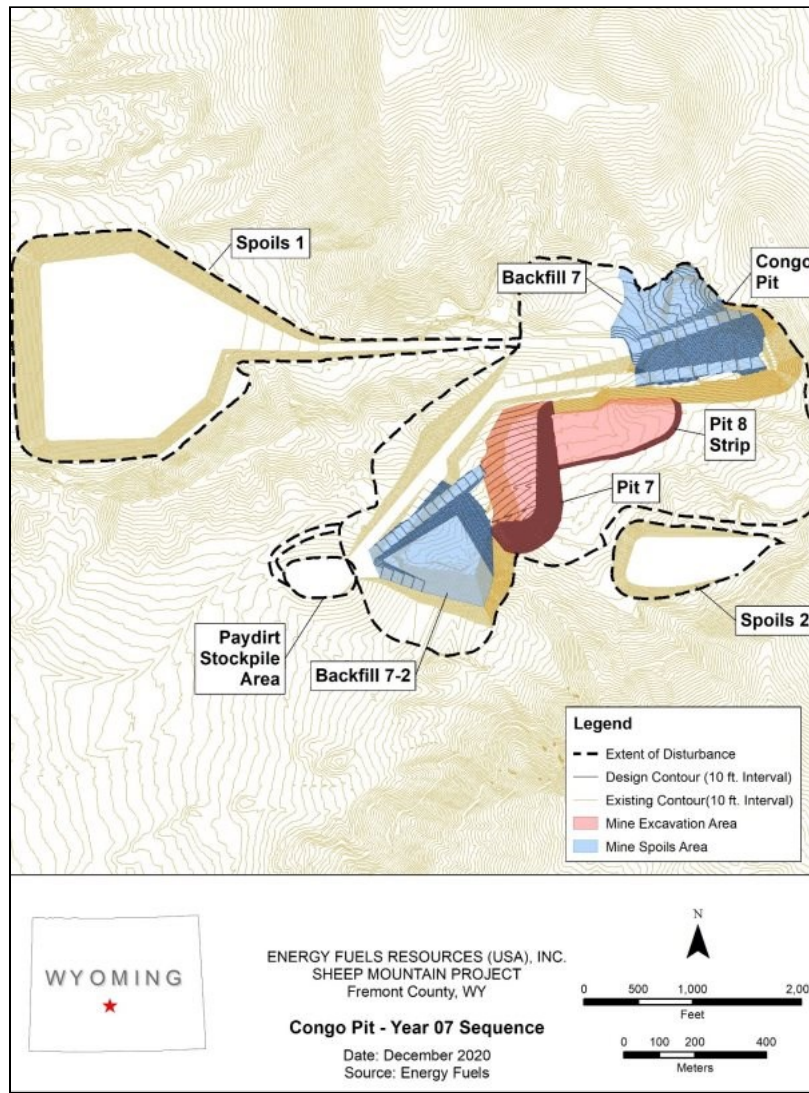 Spoils 1
Backfill 7
Congo
Pit
Pit 8
Strip
Pit 7
Spoils 2
Paydirt
Stockpile
Area
Backfill 7-2
Legend
Extent of Disturbance
Design Contour (10 ft. Interval)
Existing Contour(10 ft. Interval)
Mine Excavation Area
Mine Spoils Area
WYOMING
ENERGY FUELS RESOURCES (USA), INC.
SHEEP MOUNTAIN PROJECT
Fremont County, WY
Congo Pit - Year 07 Sequence
Date: December 2020
Source: Energy Fuels
N
0 500 1,000 2,00
Feet
0 100 200 400
Meters